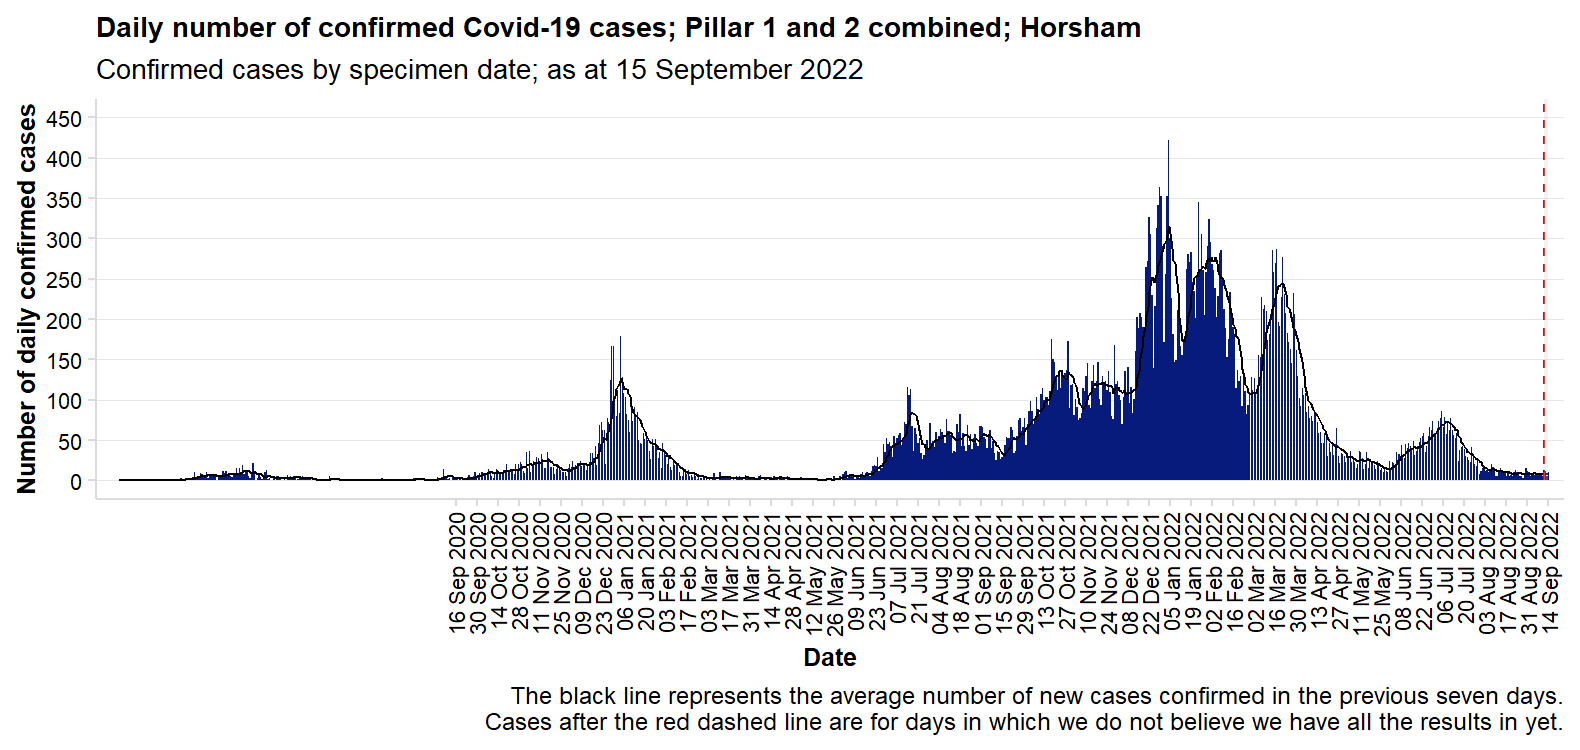 Daily number of confirmed Covid-19 cases; Pillar 1 and 2 combined; Horsham
Confirmed cases by specimen date; as at 15 September 2022
Number of daily confirmed cases
450
400
350
300
250
200
150
100
50
0
16 Sep 2020
30 Sep 2020
14 Oct 2020
28 Oct 2020
11 Nov 2020
25 Nov 2020
09 Dec 2020
23 Dec 2020
06 Jan 2021
20 Jan 2021
03 Feb 2021
17 Feb 2021
03 Mar 2021
17 Mar 2021
31 Mar 2021
14 Apr 2021
28 Apr 2021
12 May 2021
26 May 2021
09 Jun 2021
23 Jun 2021
07 Jul 2021
21 Jul 2021
04 Aug 2021
18 Aug 2021
01 Sep 2021
15 Sep 2021
29 Sep 2021
13 Oct 2021
27 Oct 2021
10 Nov 2021
24 Nov 2021
08 Dec 2021
22 Dec 2021
05 Jan 2022
19 Jan 2022
02 Feb 2022
16 Feb 2022
02 Mar 2022
16 Mar 2022
30 Mar 2022
13 Apr 2022
27 Apr 2022
11 May 2022
25 May 2022
08 Jun 2022
22 Jun 2022
06 Jul 2022
20 Jul 2022
03 Aug 2022
17 Aug 2022
31 Aug 2022
14 Sep 2022
Date
The black line represents the average number of new cases confirmed in the previous seven days.
Cases after the red dashed line are for days in which we do not believe we have all the results in yet.